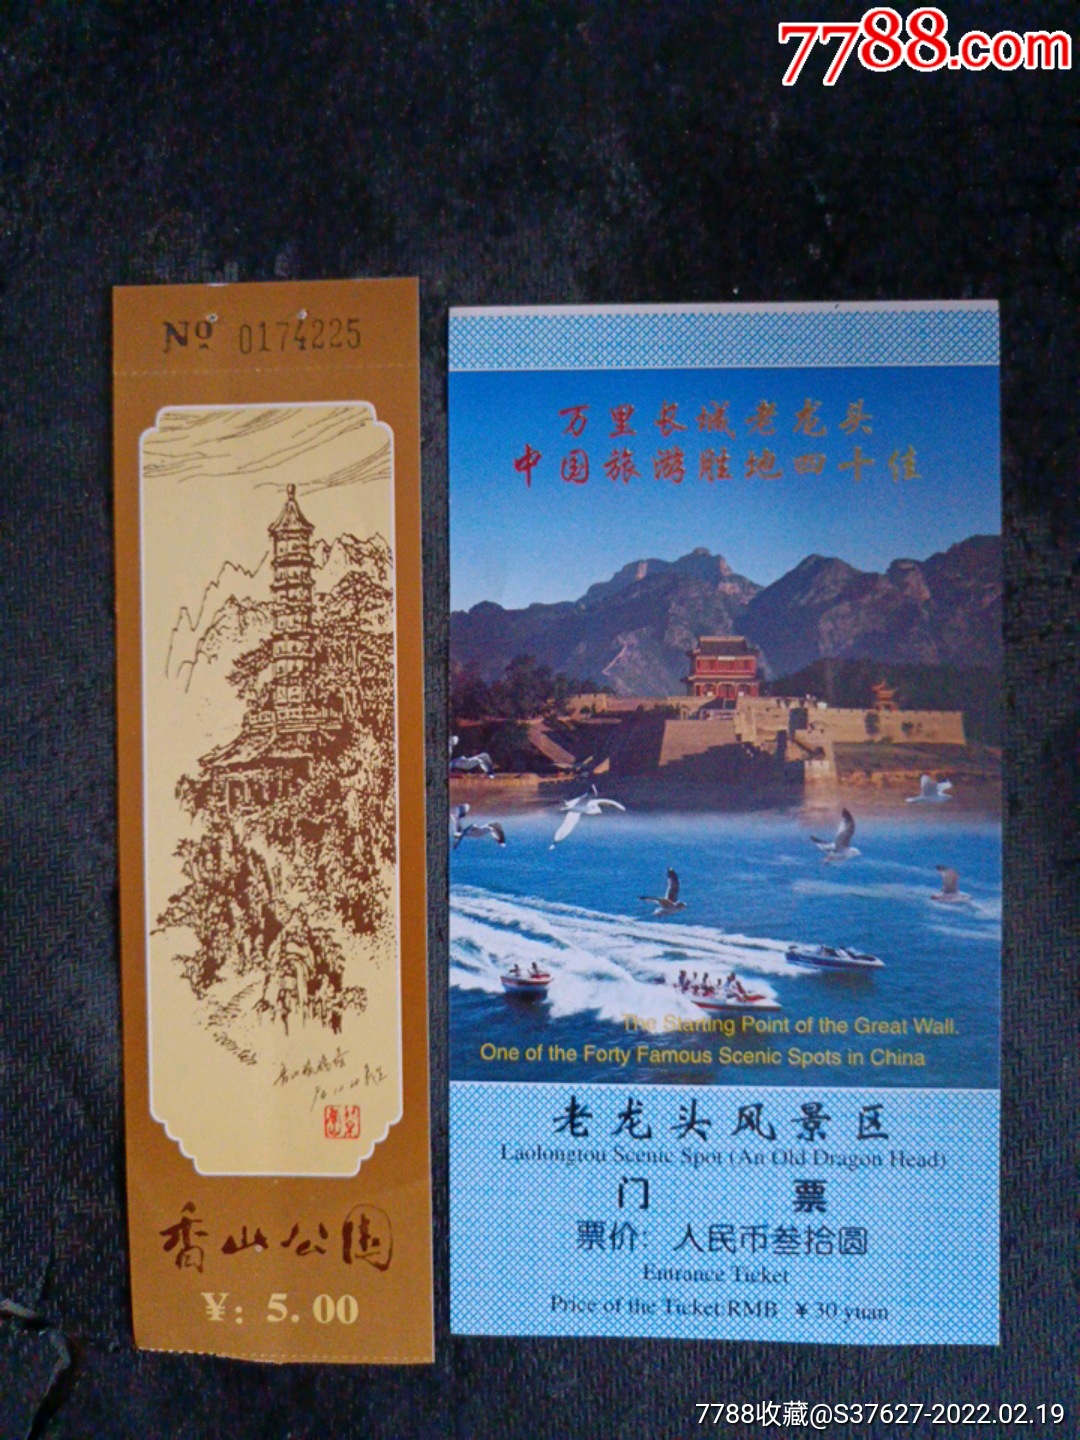 7788.com
No 0174225
香山公园
¥: 5.00
万里长城老龙头
中国旅游胜地四十佳
The Starting Point of the Great Wall.
One of the Forty Famous Scenic Spots in China
老龙头风景区
Laolongtou Scenic Spot (An Old Dragon Head)
门 票
票价: 人民币叁拾圆
Entrance Ticket
Price of the Ticket:RMB ¥30 yuan
7788收藏@S37627-2022.02.19